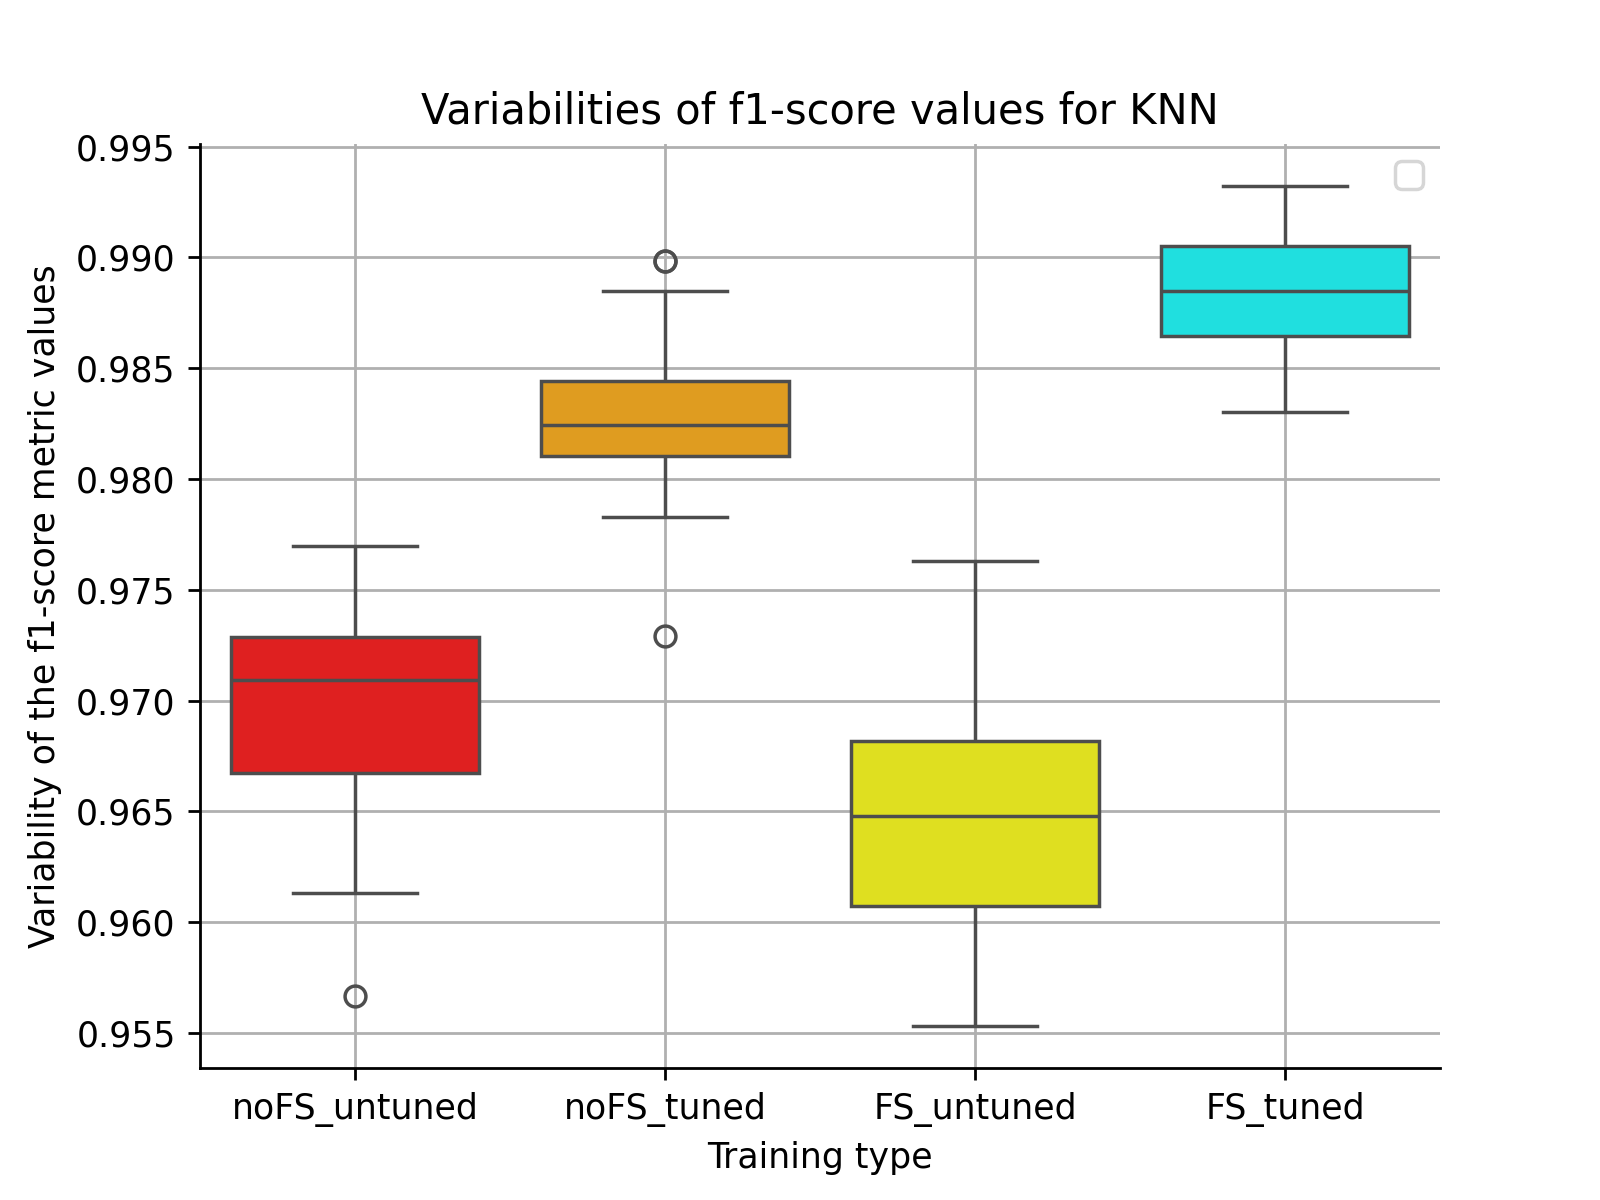 Variabilities of f1-score values for KNN
Variability of the f1-score metric values
0.995
0.990
0.985
0.980
0.975
0.970
0.965
0.960
0.955
noFS_untuned
noFS_tuned
FS_untuned
FS_tuned
Training type